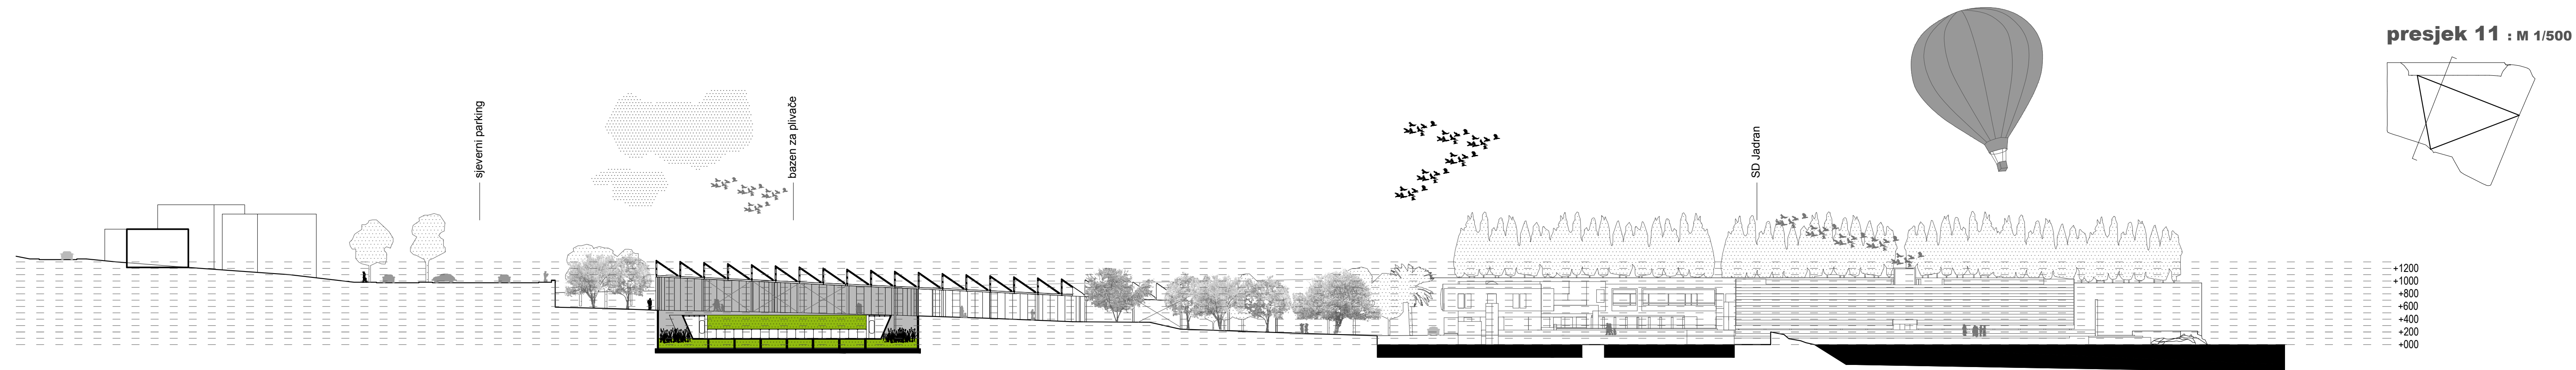 presjek 11 : M 1/500
sjeverni parking
bazen za plivače
SD Jadran
+1200
+1000
+800
+600
+400
+200
+000